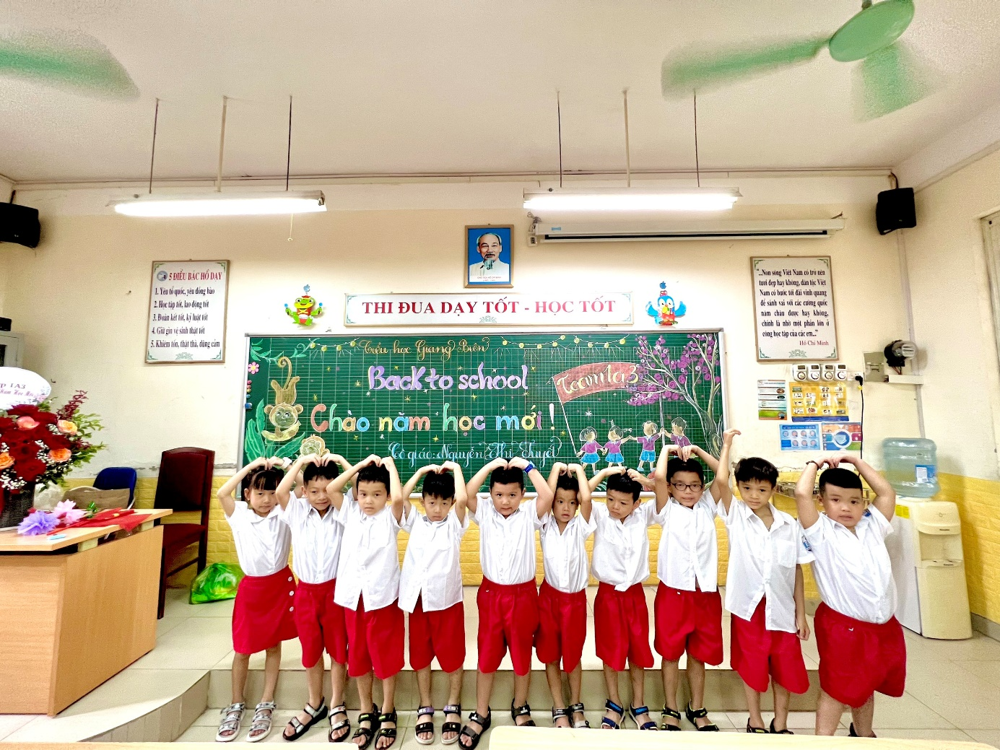 5 ĐIỀU BÁC HỒ DẠY
1. Yêu tổ quốc, yêu đồng bào
2. Học tập tốt, lao động tốt
3. Đoàn kết tốt, kỷ luật tốt
4. Giữ gìn vệ sinh thật tốt
5. Khiêm tốn, thật thà, dũng cảm
THI ĐUA DẠY TỐT - HỌC TỐT
"...Non sông Việt Nam có trở nên
tươi đẹp hay không, dân tộc Việt
Nam có bước tới đài vinh quang
để sánh vai với các cường quốc
năm châu được hay không,
chính là nhờ một phần lớn ở
công học tập của các em..."
Hồ Chí Minh
Tiểu học Giang Biên
Back to school
Team 1a3
Chào năm học mới !
Cô giáo: Nguyễn Thị Tuyết
1A3